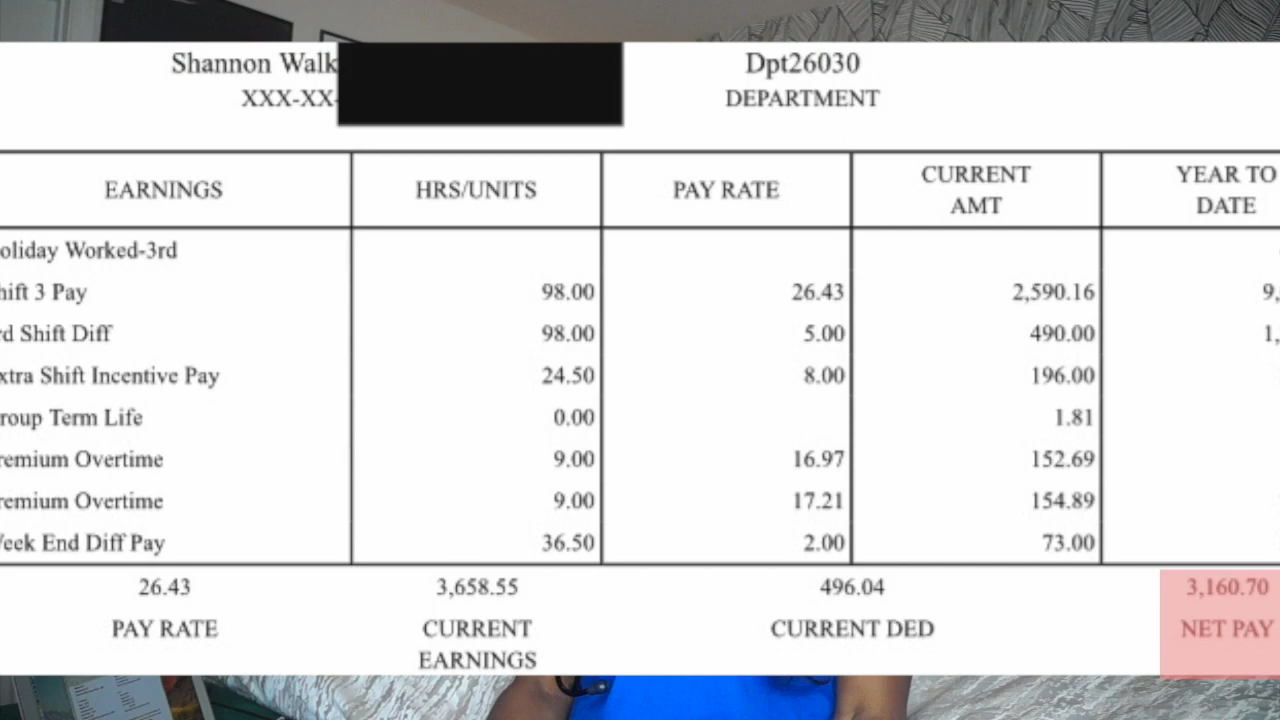 Shannon Walk Dpt26030
XXX-XX- DEPARTMENT
EARNINGS HRS/UNITS PAY RATE CURRENT AMT YEAR TO DATE
oliday Worked-3rd
hift 3 Pay 98.00 26.43 2,590.16 9,
rd Shift Diff 98.00 5.00 490.00 1,
xtra Shift Incentive Pay 24.50 8.00 196.00
roup Term Life 0.00 1.81
remium Overtime 9.00 16.97 152.69
remium Overtime 9.00 17.21 154.89
eek End Diff Pay 36.50 2.00 73.00
26.43 3,658.55 496.04 3,160.70
PAY RATE CURRENT EARNINGS CURRENT DED NET PAY